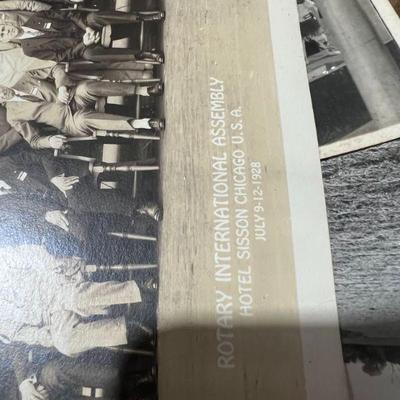 ROTARY INTERNATIONAL ASSEMBLY
HOTEL SISSON CHICAGO U.S.A.
JULY 9-12-1928